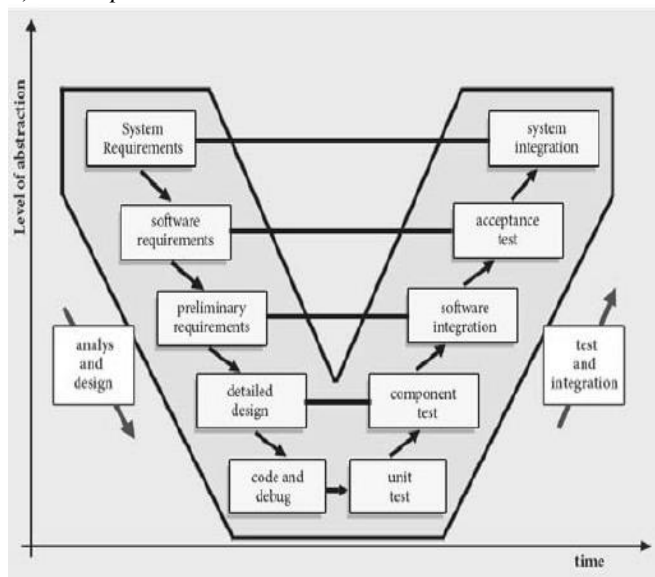 Level of abstraction
System
Requirements
system
integration
software
requirements
acceptance
test
preliminary
requirements
software
integration
analys
and
design
test
and
integration
detailed
design
component
test
code and
debug
unit
test
time